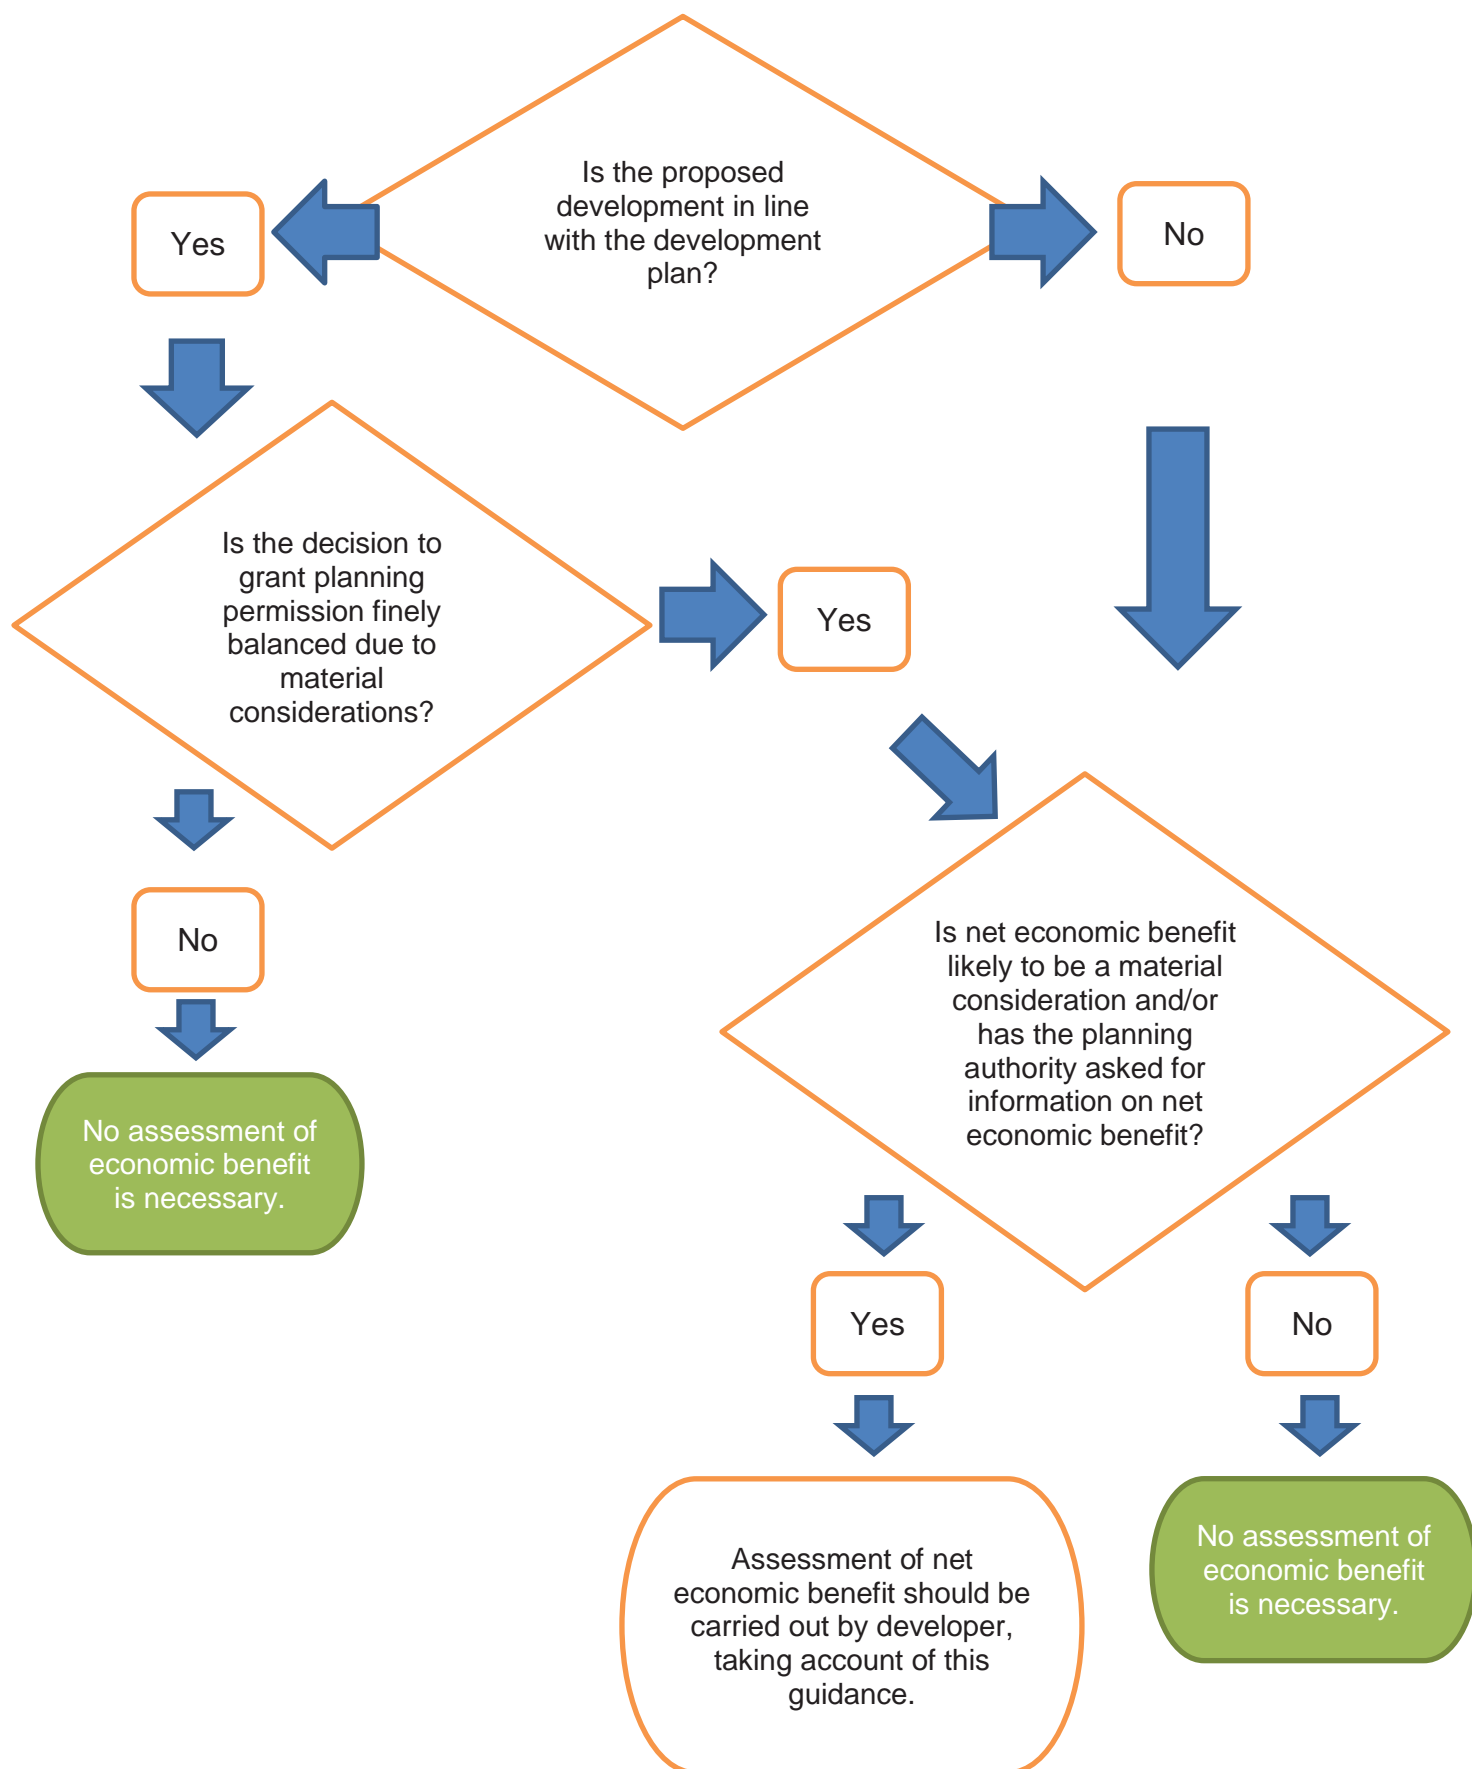 Is the proposed
development in line
with the development
plan?
Yes
No
Is the decision to
grant planning
permission finely
balanced due to
material
considerations?
Yes
No
No assessment of
economic benefit
is necessary.
Is net economic benefit
likely to be a material
consideration and/or
has the planning
authority asked for
information on net
economic benefit?
Yes
No
Assessment of net
economic benefit should be
carried out by developer,
taking account of this
guidance.
No assessment of
economic benefit
is necessary.